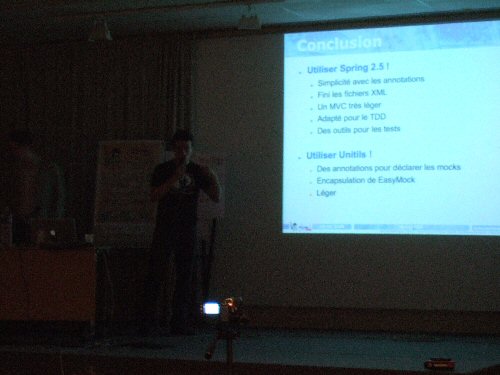 Conclusion
Utiliser Spring 2.5 !
Simplicité avec les annotations
Fini les fichiers XML
Un MVC très léger
Adapté pour le TDD
Des outils pour les tests
Utiliser Unitils !
Des annotations pour déclarer les mocks
Encapsulation de EasyMock
Léger